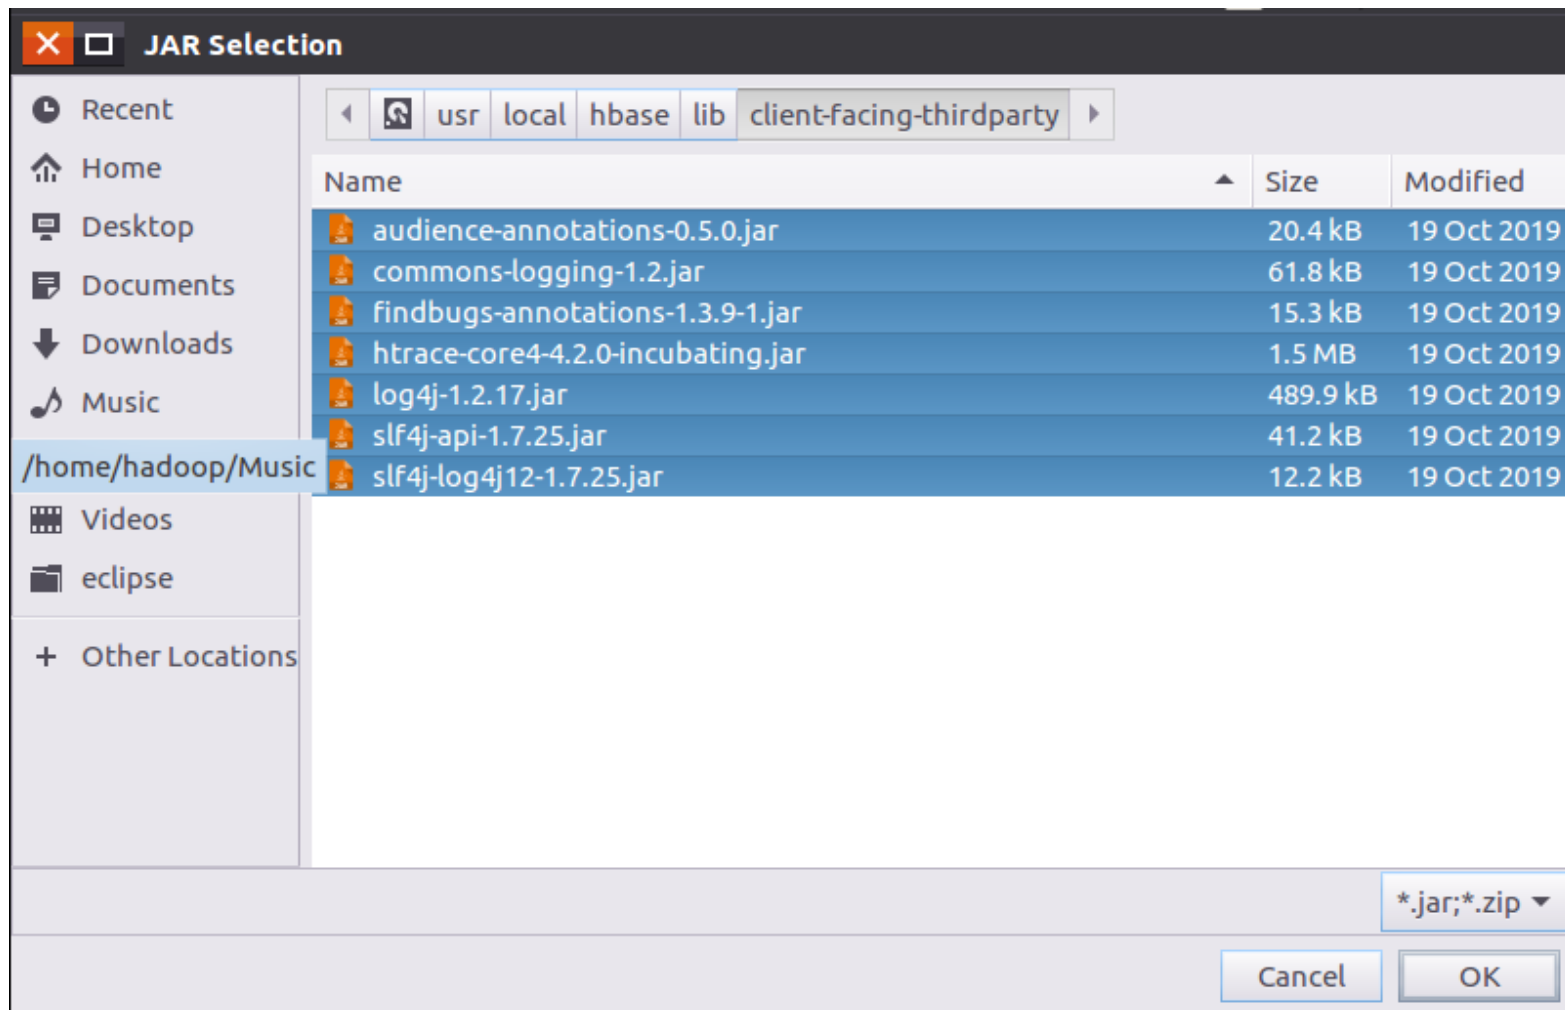 JAR Selection
Recent
Home
Desktop
Documents
Downloads
Music
/home/hadoop/Music
Videos
eclipse
+ Other Locations
usr local hbase lib client-facing-thirdparty
Name Size Modified
audience-annotations-0.5.0.jar 20.4 kB 19 Oct 2019
commons-logging-1.2.jar 61.8 kB 19 Oct 2019
findbugs-annotations-1.3.9-1.jar 15.3 kB 19 Oct 2019
htrace-core4-4.2.0-incubating.jar 1.5 MB 19 Oct 2019
log4j-1.2.17.jar 489.9 kB 19 Oct 2019
slf4j-api-1.7.25.jar 41.2 kB 19 Oct 2019
slf4j-log4j12-1.7.25.jar 12.2 kB 19 Oct 2019
*.jar;*.zip
Cancel OK